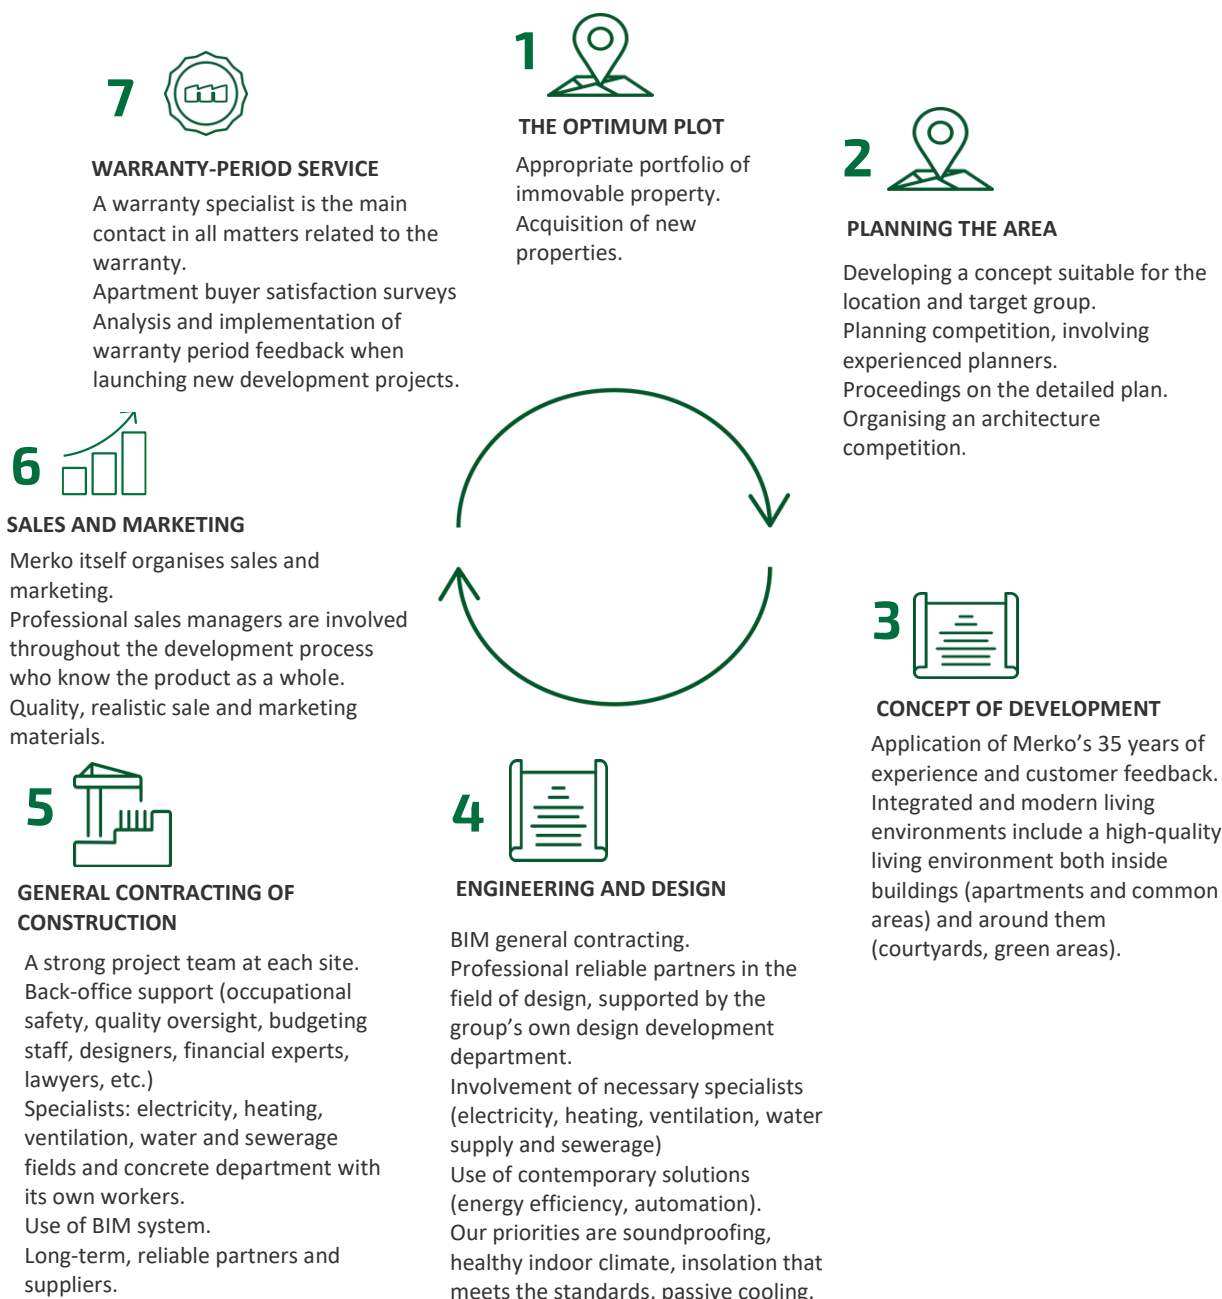 1
THE OPTIMUM PLOT
Appropriate portfolio of
immovable property.
Acquisition of new
properties.
2
PLANNING THE AREA
Developing a concept suitable for the
location and target group.
Planning competition, involving
experienced planners.
Proceedings on the detailed plan.
Organising an architecture
competition.
3
CONCEPT OF DEVELOPMENT
Application of Merko’s 35 years of
experience and customer feedback.
Integrated and modern living
environments include a high-quality
living environment both inside
buildings (apartments and common
areas) and around them
(courtyards, green areas).
4
ENGINEERING AND DESIGN
BIM general contracting.
Professional reliable partners in the
field of design, supported by the
group’s own design development
department.
Involvement of necessary specialists
(electricity, heating, ventilation, water
supply and sewerage)
Use of contemporary solutions
(energy efficiency, automation).
Our priorities are soundproofing,
healthy indoor climate, insolation that
meets the standards, passive cooling.
5
GENERAL CONTRACTING OF
CONSTRUCTION
A strong project team at each site.
Back-office support (occupational
safety, quality oversight, budgeting
staff, designers, financial experts,
lawyers, etc.)
Specialists: electricity, heating,
ventilation, water and sewerage
fields and concrete department with
its own workers.
Use of BIM system.
Long-term, reliable partners and
suppliers.
6
SALES AND MARKETING
Merko itself organises sales and
marketing.
Professional sales managers are involved
throughout the development process
who know the product as a whole.
Quality, realistic sale and marketing
materials.
7
WARRANTY-PERIOD SERVICE
A warranty specialist is the main
contact in all matters related to the
warranty.
Apartment buyer satisfaction surveys
Analysis and implementation of
warranty period feedback when
launching new development projects.